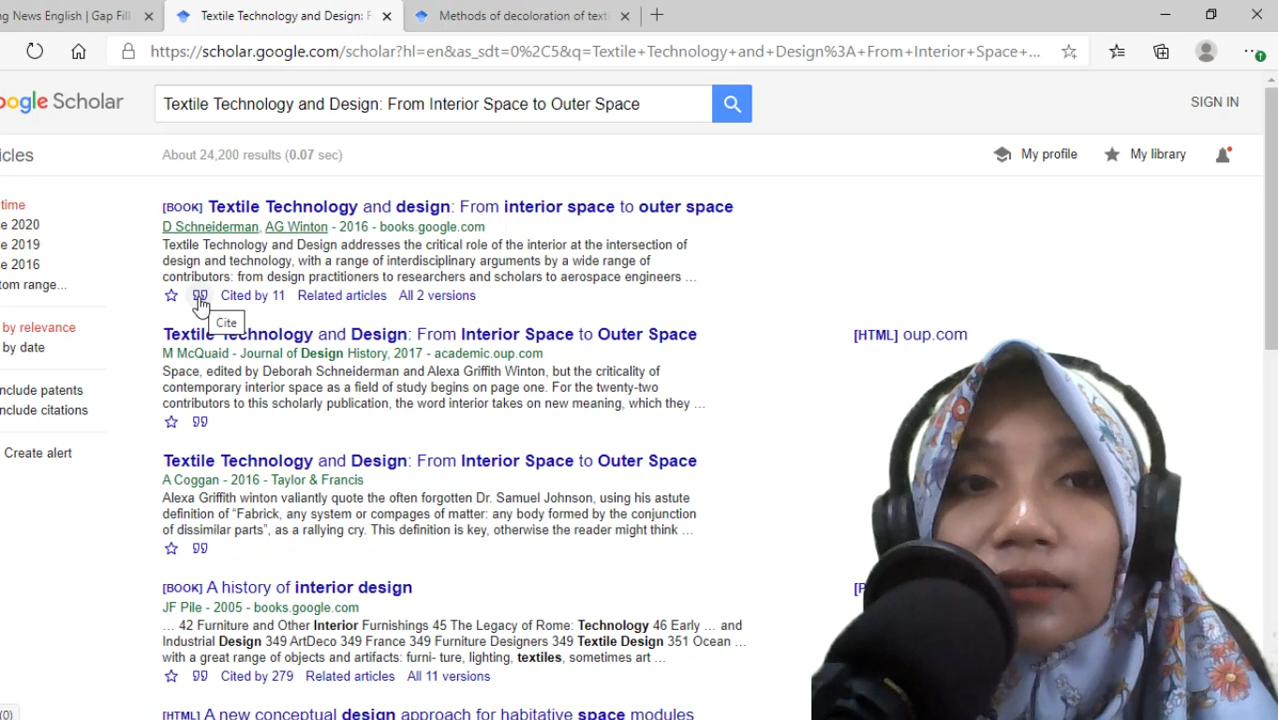 ng News English | Gap Fill
Textile Technology and Design: F
Methods of decoloration of text
https://scholar.google.com/scholar?hl=en&as_sdt=0%2C5&q=Textile+Technology+and+Design%3A+From+Interior+Space+...
ogle Scholar
Textile Technology and Design: From Interior Space to Outer Space
SIGN IN
icles
About 24,200 results (0.07 sec)
My profile
My library
time
e 2020
e 2019
e 2016
tom range...
by relevance
by date
nclude patents
nclude citations
Create alert
[BOOK] Textile Technology and design: From interior space to outer space
D Schneiderman, AG Winton - 2016 - books.google.com
Textile Technology and Design addresses the critical role of the interior at the intersection of
design and technology, with a range of interdisciplinary arguments by a wide range of
contributors: from design practitioners to researchers and scholars to aerospace engineers ...
Cited by 11 Related articles All 2 versions
Cite
Textile Technology and Design: From Interior Space to Outer Space
[HTML] oup.com
M McQuaid - Journal of Design History, 2017 - academic.oup.com
Space, edited by Deborah Schneiderman and Alexa Griffith Winton, but the criticality of
contemporary interior space as a field of study begins on page one. For the twenty-two
contributors to this scholarly publication, the word interior takes on new meaning, which they ...
Textile Technology and Design: From Interior Space to Outer Space
A Coggan - 2016 - Taylor & Francis
Alexa Griffith winton valiantly quote the often forgotten Dr. Samuel Johnson, using his astute
definition of “Fabrick, any system or compages of matter: any body formed by the conjunction
of dissimilar parts”, as a rallying cry. This definition is key, otherwise the reader might think ...
[BOOK] A history of interior design
JF Pile - 2005 - books.google.com
... 42 Furniture and Other Interior Furnishings 45 The Legacy of Rome: Technology 46 Early ... and
Industrial Design 349 ArtDeco 349 France 349 Furniture Designers 349 Textile Design 351 Ocean ...
with a great range of objects and artifacts: furni- ture, lighting, textiles, sometimes art ...
Cited by 279 Related articles All 11 versions
(0)
[HTML] A new conceptual design approach for habitative space modules